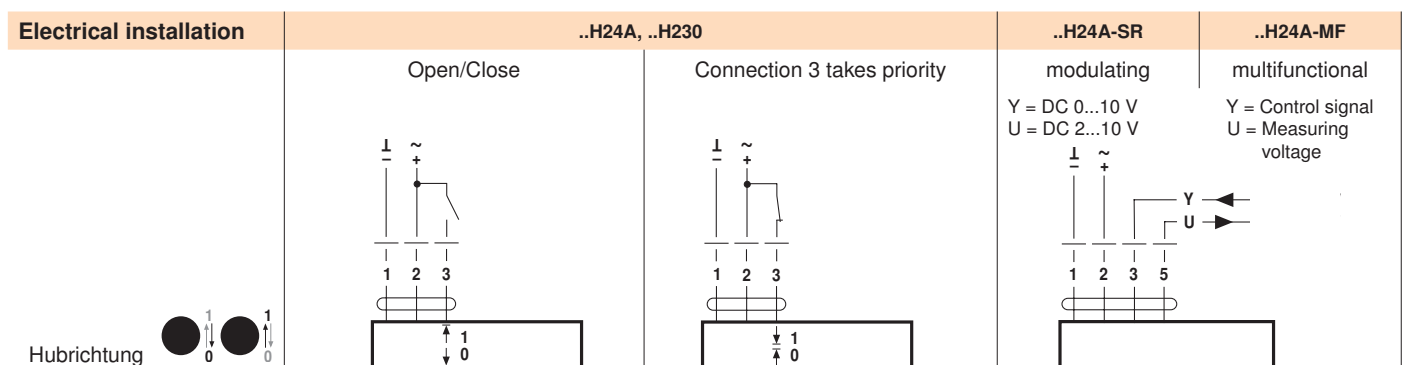 Electrical installation ..H24A, ..H230 ..H24A-SR ..H24A-MF
Open/Close Connection 3 takes priority modulating multifunctional
Y = DC 0...10 V Y = Control signal
U = DC 2...10 V U = Measuring
voltage
⊥ ~ ⊥ ~ ⊥ ~
– + – + – +
Y
U
1 2 3 1 2 3 1 2 3 5
1 1 1 1
Hubrichtung 0 0 0 0